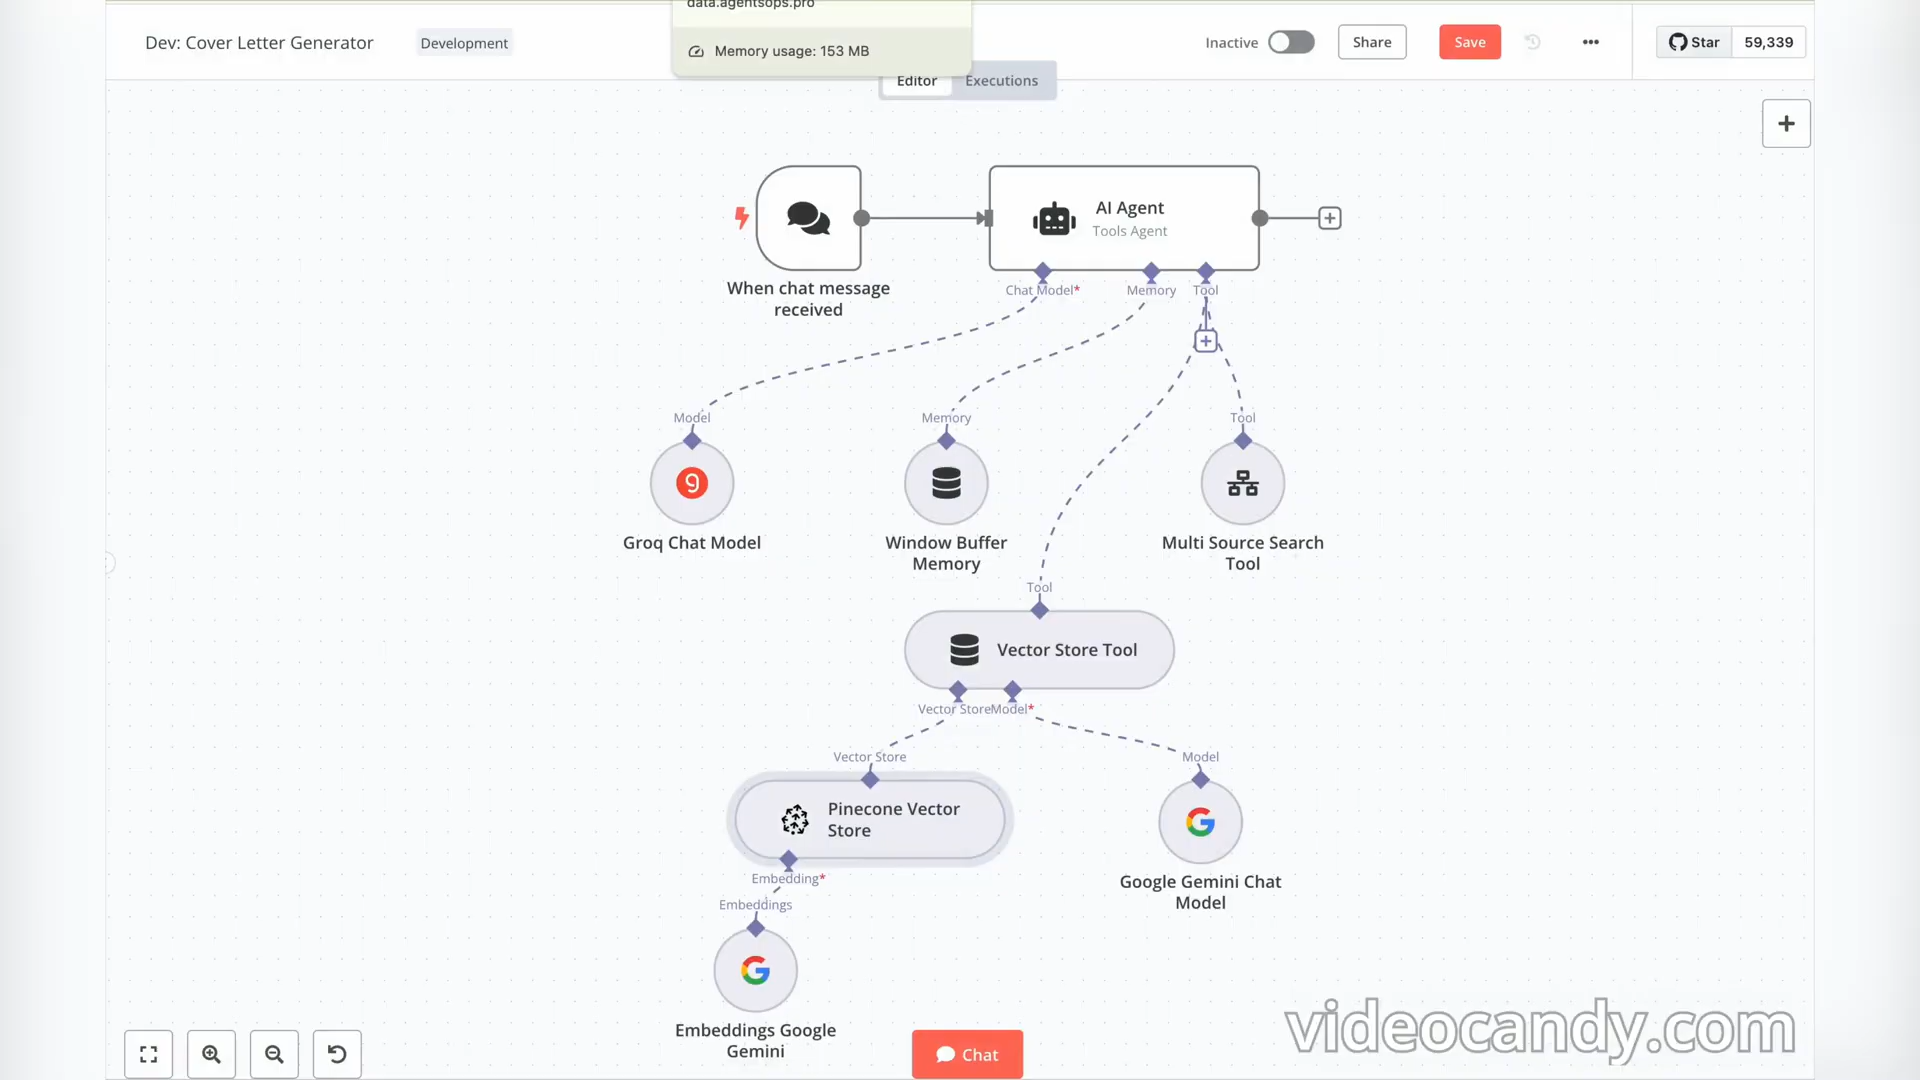 data.agentsops.pro
Memory usage: 153 MB
Dev: Cover Letter Generator
Development
Inactive
Share
Save
Star
59,339
Editor
Executions
When chat message
received
AI Agent
Tools Agent
Chat Model*
Memory
Tool
Model
Groq Chat Model
Memory
Window Buffer
Memory
Tool
Multi Source Search
Tool
Tool
Vector Store Tool
Vector Store
Model*
Vector Store
Pinecone Vector
Store
Embedding*
Model
Google Gemini Chat
Model
Embeddings
Embeddings Google
Gemini
Chat
videocandy.com